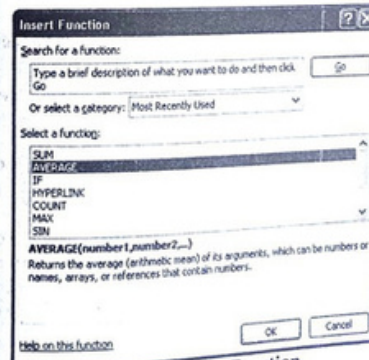 Insert Function
Search for a function:
Type a brief description of what you want to do and then click
Go
Go
Or select a category: Most Recently Used
Select a function:
SUM
AVERAGE
IF
HYPERLINK
COUNT
MAX
SIN
AVERAGE(number1,number2,...)
Returns the average (arithmetic mean) of its arguments, which can be numbers or
names, arrays, or references that contain numbers.
Help on this function
OK
Cancel